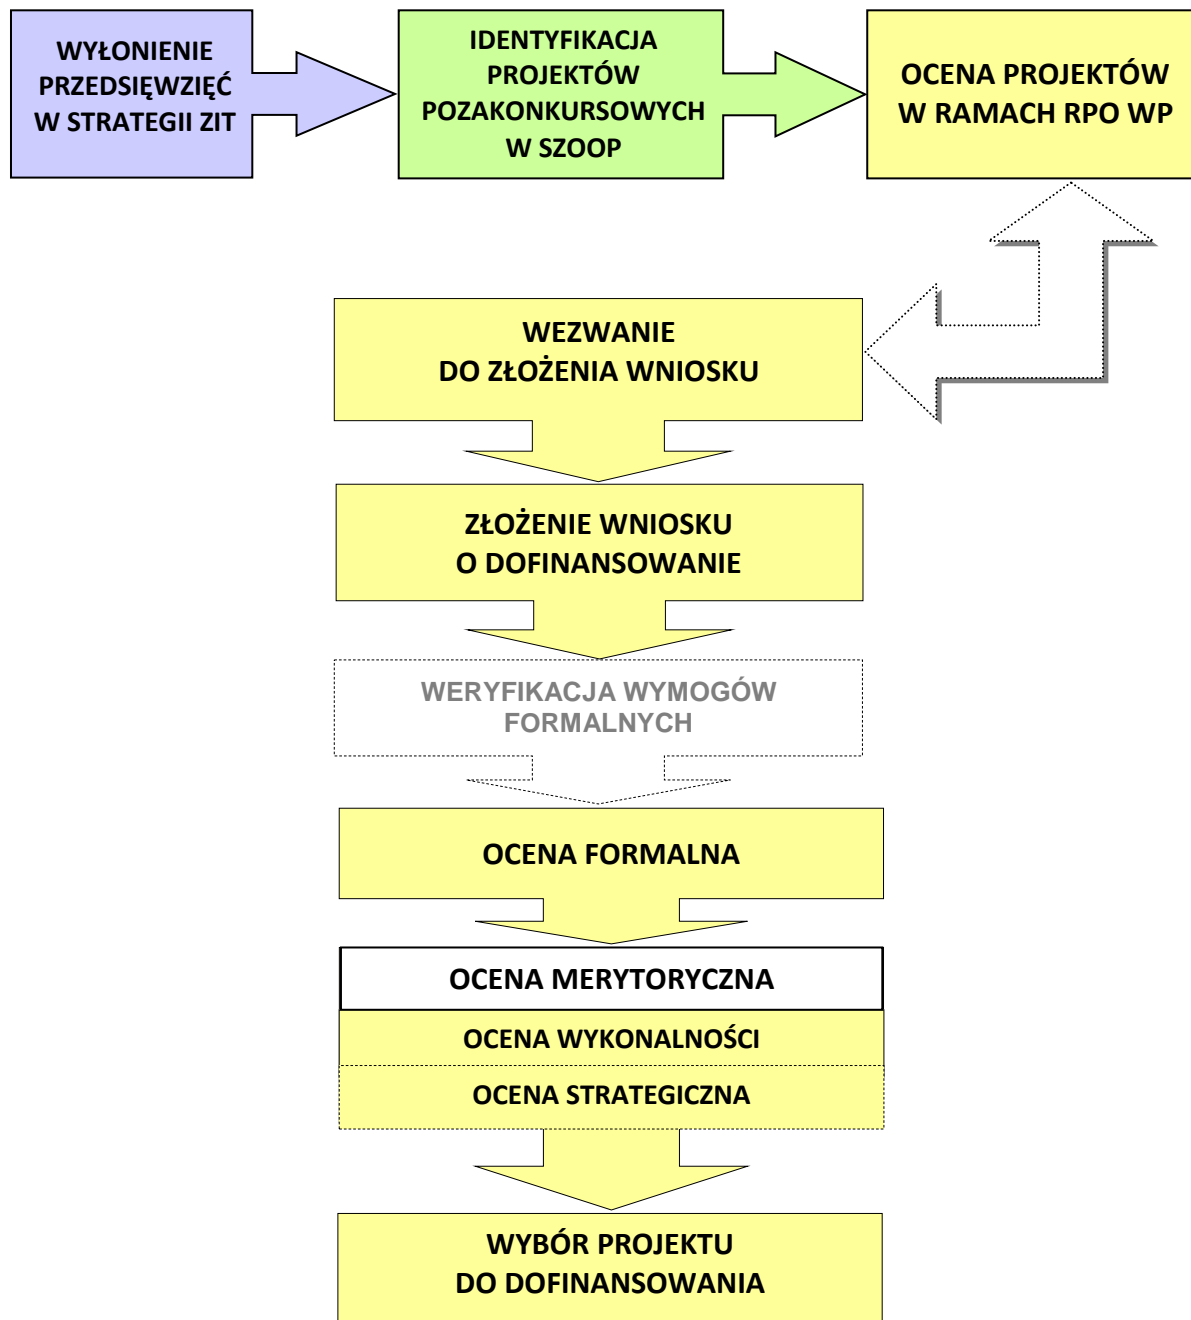 WYŁONIENIE
PRZEDSIĘWZIĘĆ
W STRATEGII ZIT
IDENTYFIKACJA
PROJEKTÓW
POZAKONKURSOWYCH
W SZOOP
OCENA PROJEKTÓW
W RAMACH RPO WP
WEZWANIE
DO ZŁOŻENIA WNIOSKU
ZŁOŻENIE WNIOSKU
O DOFINANSOWANIE
WERYFIKACJA WYMOGÓW
FORMALNYCH
OCENA FORMALNA
OCENA MERYTORYCZNA
OCENA WYKONALNOŚCI
OCENA STRATEGICZNA
WYBÓR PROJEKTU
DO DOFINANSOWANIA